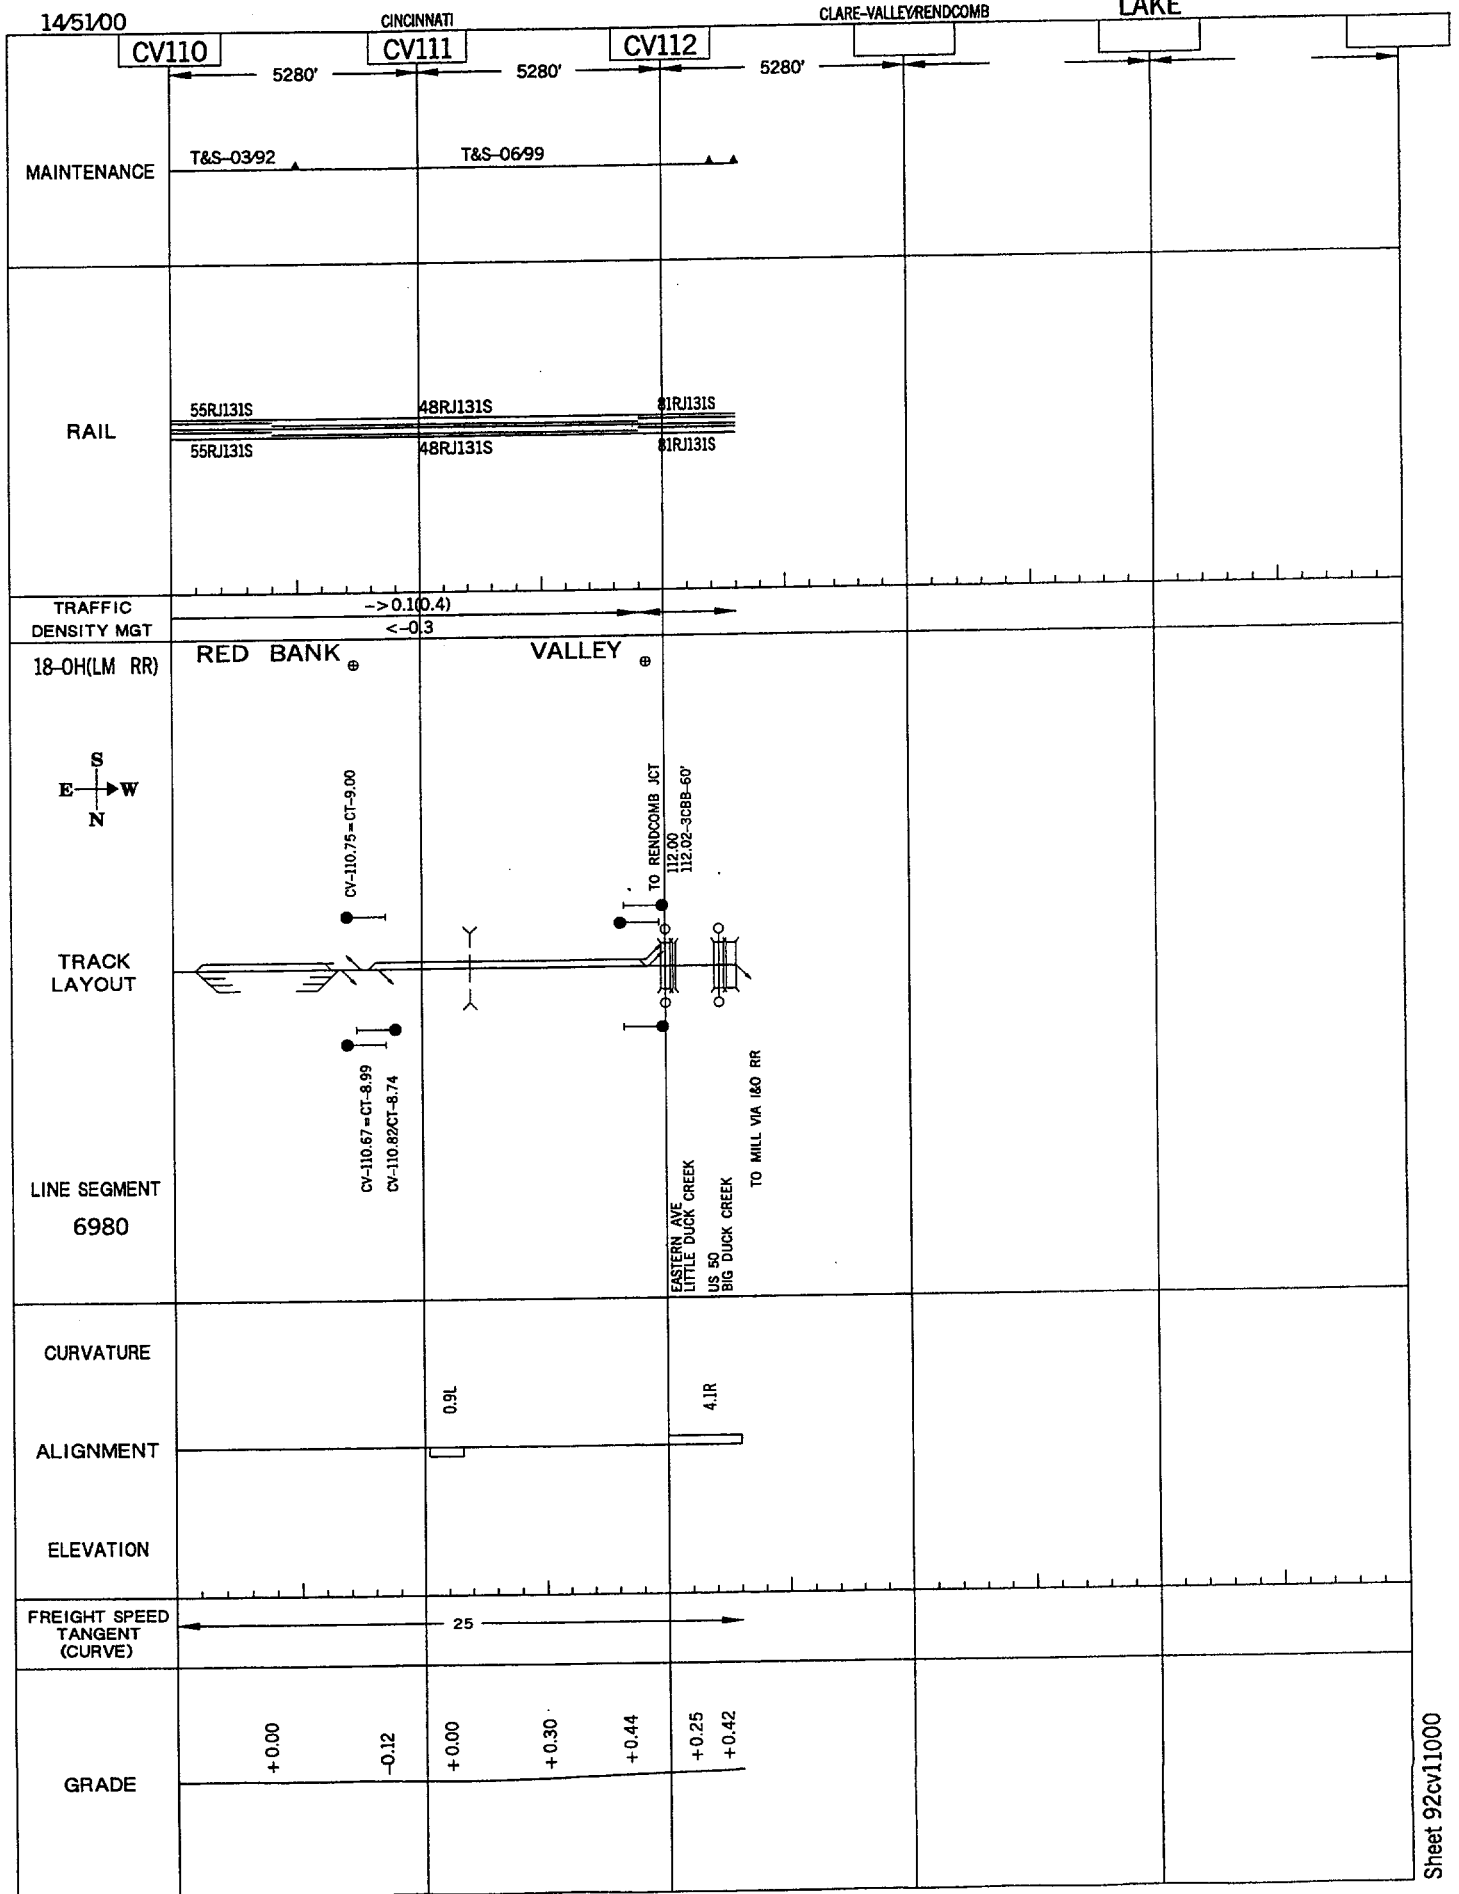 14/51/00
CINCINNATI
CLARE-VALLEY/RENDCOMB
LAKE
CV110
CV111
CV112
5280'
5280'
5280'
MAINTENANCE
T&S-03/92
T&S-06/99
RAIL
55RJ131S
48RJ131S
81RJ131S
55RJ131S
48RJ131S
81RJ131S
TRAFFIC
DENSITY MGT
->0.1(0.4)
<-0.3
18-OH(LM RR)
RED BANK
VALLEY
S
E
W
N
CV-110.75=CT-9.00
TO RENDCOMB JCT
112.00
112.02-3CBB-60'
TRACK
LAYOUT
CV-110.67=CT-8.99
CV-110.82/CT-8.74
TO MILL VIA I&O RR
EASTERN AVE
LITTLE DUCK CREEK
US 50
BIG DUCK CREEK
LINE SEGMENT
6980
CURVATURE
0.9L
4.1R
ALIGNMENT
ELEVATION
FREIGHT SPEED
TANGENT
(CURVE)
25
GRADE
+0.00
-0.12
+0.00
+0.30
+0.44
+0.25
+0.42
Sheet 92cv11000